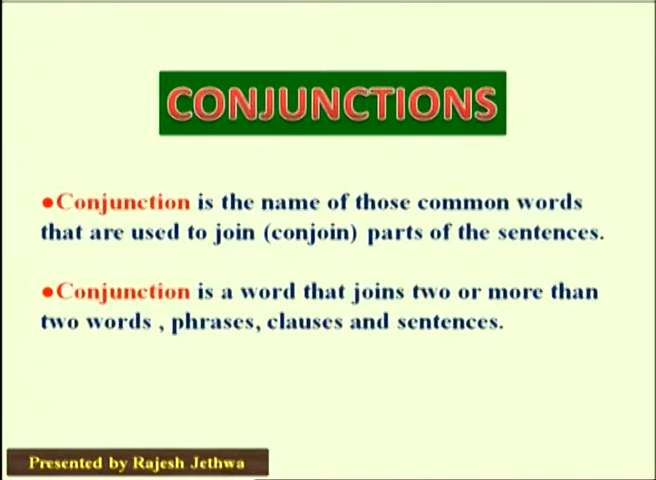 CONJUNCTIONS
●Conjunction is the name of those common words
that are used to join (conjoin) parts of the sentences.
●Conjunction is a word that joins two or more than
two words , phrases, clauses and sentences.
Presented by Rajesh Jethwa